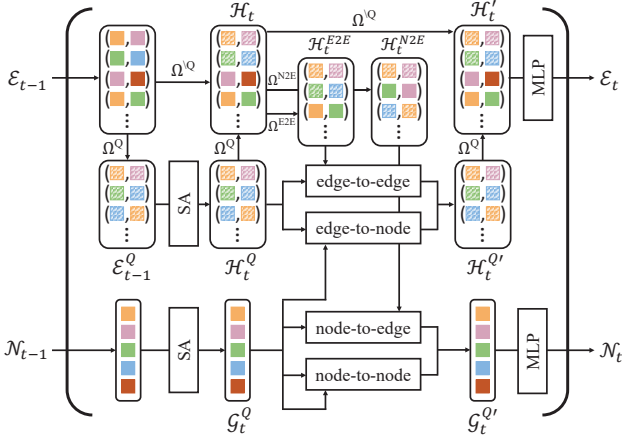 ℋ_t
Ω^{\Q}
ℋ'_t
ℋ_t^{E2E}
ℋ_t^{N2E}
ℰ_{t-1}
Ω^{\Q}
Ω^{N2E}
Ω^{E2E}
MLP
ℰ_t
( , )
( , )
( , )
( , )
...
( , )
( , )
( , )
( , )
...
( , )
( , )
( , )
...
( , )
( , )
( , )
...
( , )
( , )
( , )
( , )
...
Ω^Q
Ω^Q
Ω^Q
( , )
( , )
( , )
...
SA
( , )
( , )
( , )
...
edge-to-edge
edge-to-node
( , )
( , )
( , )
...
ℰ_{t-1}^Q
ℋ_t^Q
ℋ_t^{Q'}
𝒩_{t-1}
SA
node-to-edge
node-to-node
MLP
𝒩_t
𝒢_t^Q
𝒢_t^{Q'}